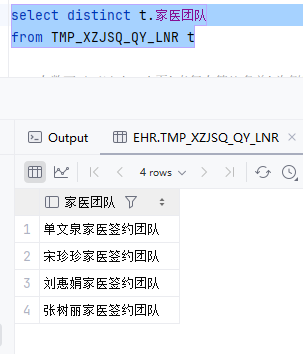 select distinct t.家医团队
from TMP_XZJSQ_QY_LNR t
Output
EHR.TMP_XZJSQ_QY_LNR
4 rows
家医团队
1 单文泉家医签约团队
2 宋珍珍家医签约团队
3 刘惠娟家医签约团队
4 张树丽家医签约团队